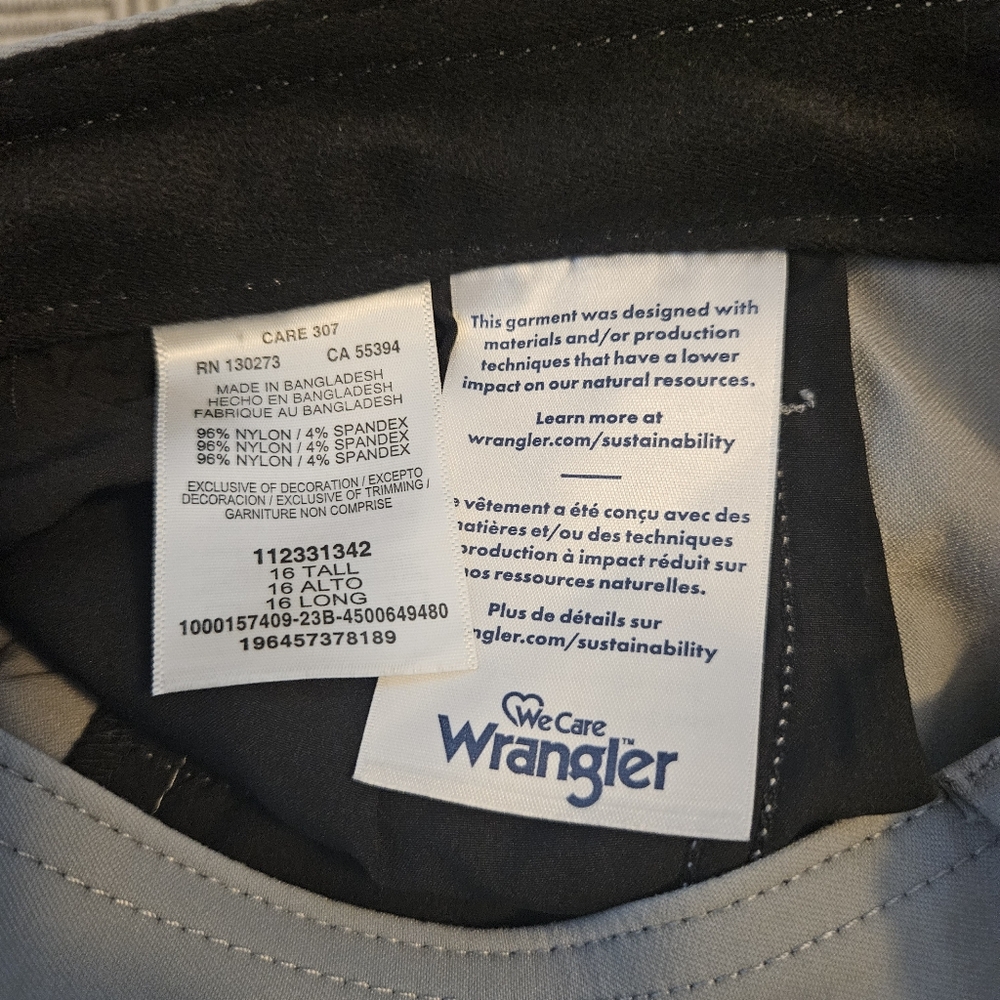 CARE 307
RN 130273 CA 55394
MADE IN BANGLADESH
HECHO EN BANGLADESH
FABRIQUE AU BANGLADESH
96% NYLON / 4% SPANDEX
96% NYLON / 4% SPANDEX
96% NYLON / 4% SPANDEX
EXCLUSIVE OF DECORATION / EXCEPTO
DECORACION / EXCLUSIVE OF TRIMMING /
GARNITURE NON COMPRISE
112331342
16 TALL
16 ALTO
16 LONG
1000157409-23B-4500649480
196457378189
This garment was designed with
materials and/or production
techniques that have a lower
impact on our natural resources.
Learn more at
wrangler.com/sustainability
vêtement a été conçu avec des
et/ou des techniques
production à impact réduit sur
ressources naturelles.
Plus de détails sur
ngler.com/sustainability
We Care
Wrangler™